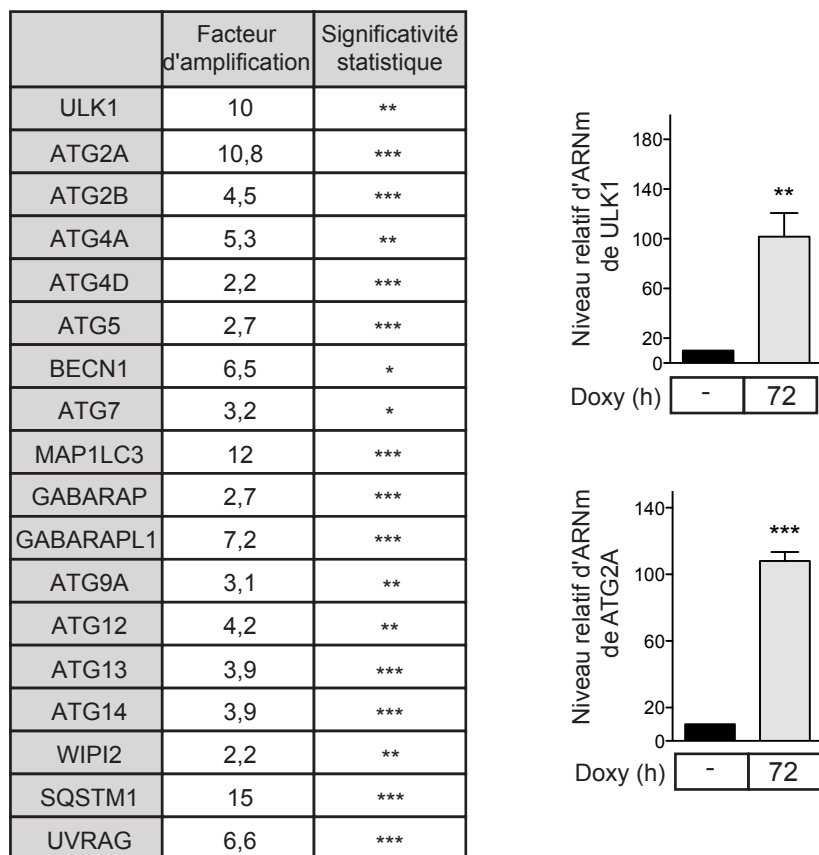 Facteur d'amplification Significativité statistique
ULK1 10 **
ATG2A 10,8 ***
ATG2B 4,5 ***
ATG4A 5,3 **
ATG4D 2,2 ***
ATG5 2,7 ***
BECN1 6,5 *
ATG7 3,2 *
MAP1LC3 12 ***
GABARAP 2,7 ***
GABARAPL1 7,2 ***
ATG9A 3,1 **
ATG12 4,2 **
ATG13 3,9 ***
ATG14 3,9 ***
WIPI2 2,2 **
SQSTM1 15 ***
UVRAG 6,6 ***
Niveau relatif d'ARNm
de ULK1
180
140
100
60
20
0
**
Doxy (h) - 72
Niveau relatif d'ARNm
de ATG2A
140
100
60
20
0
***
Doxy (h) - 72